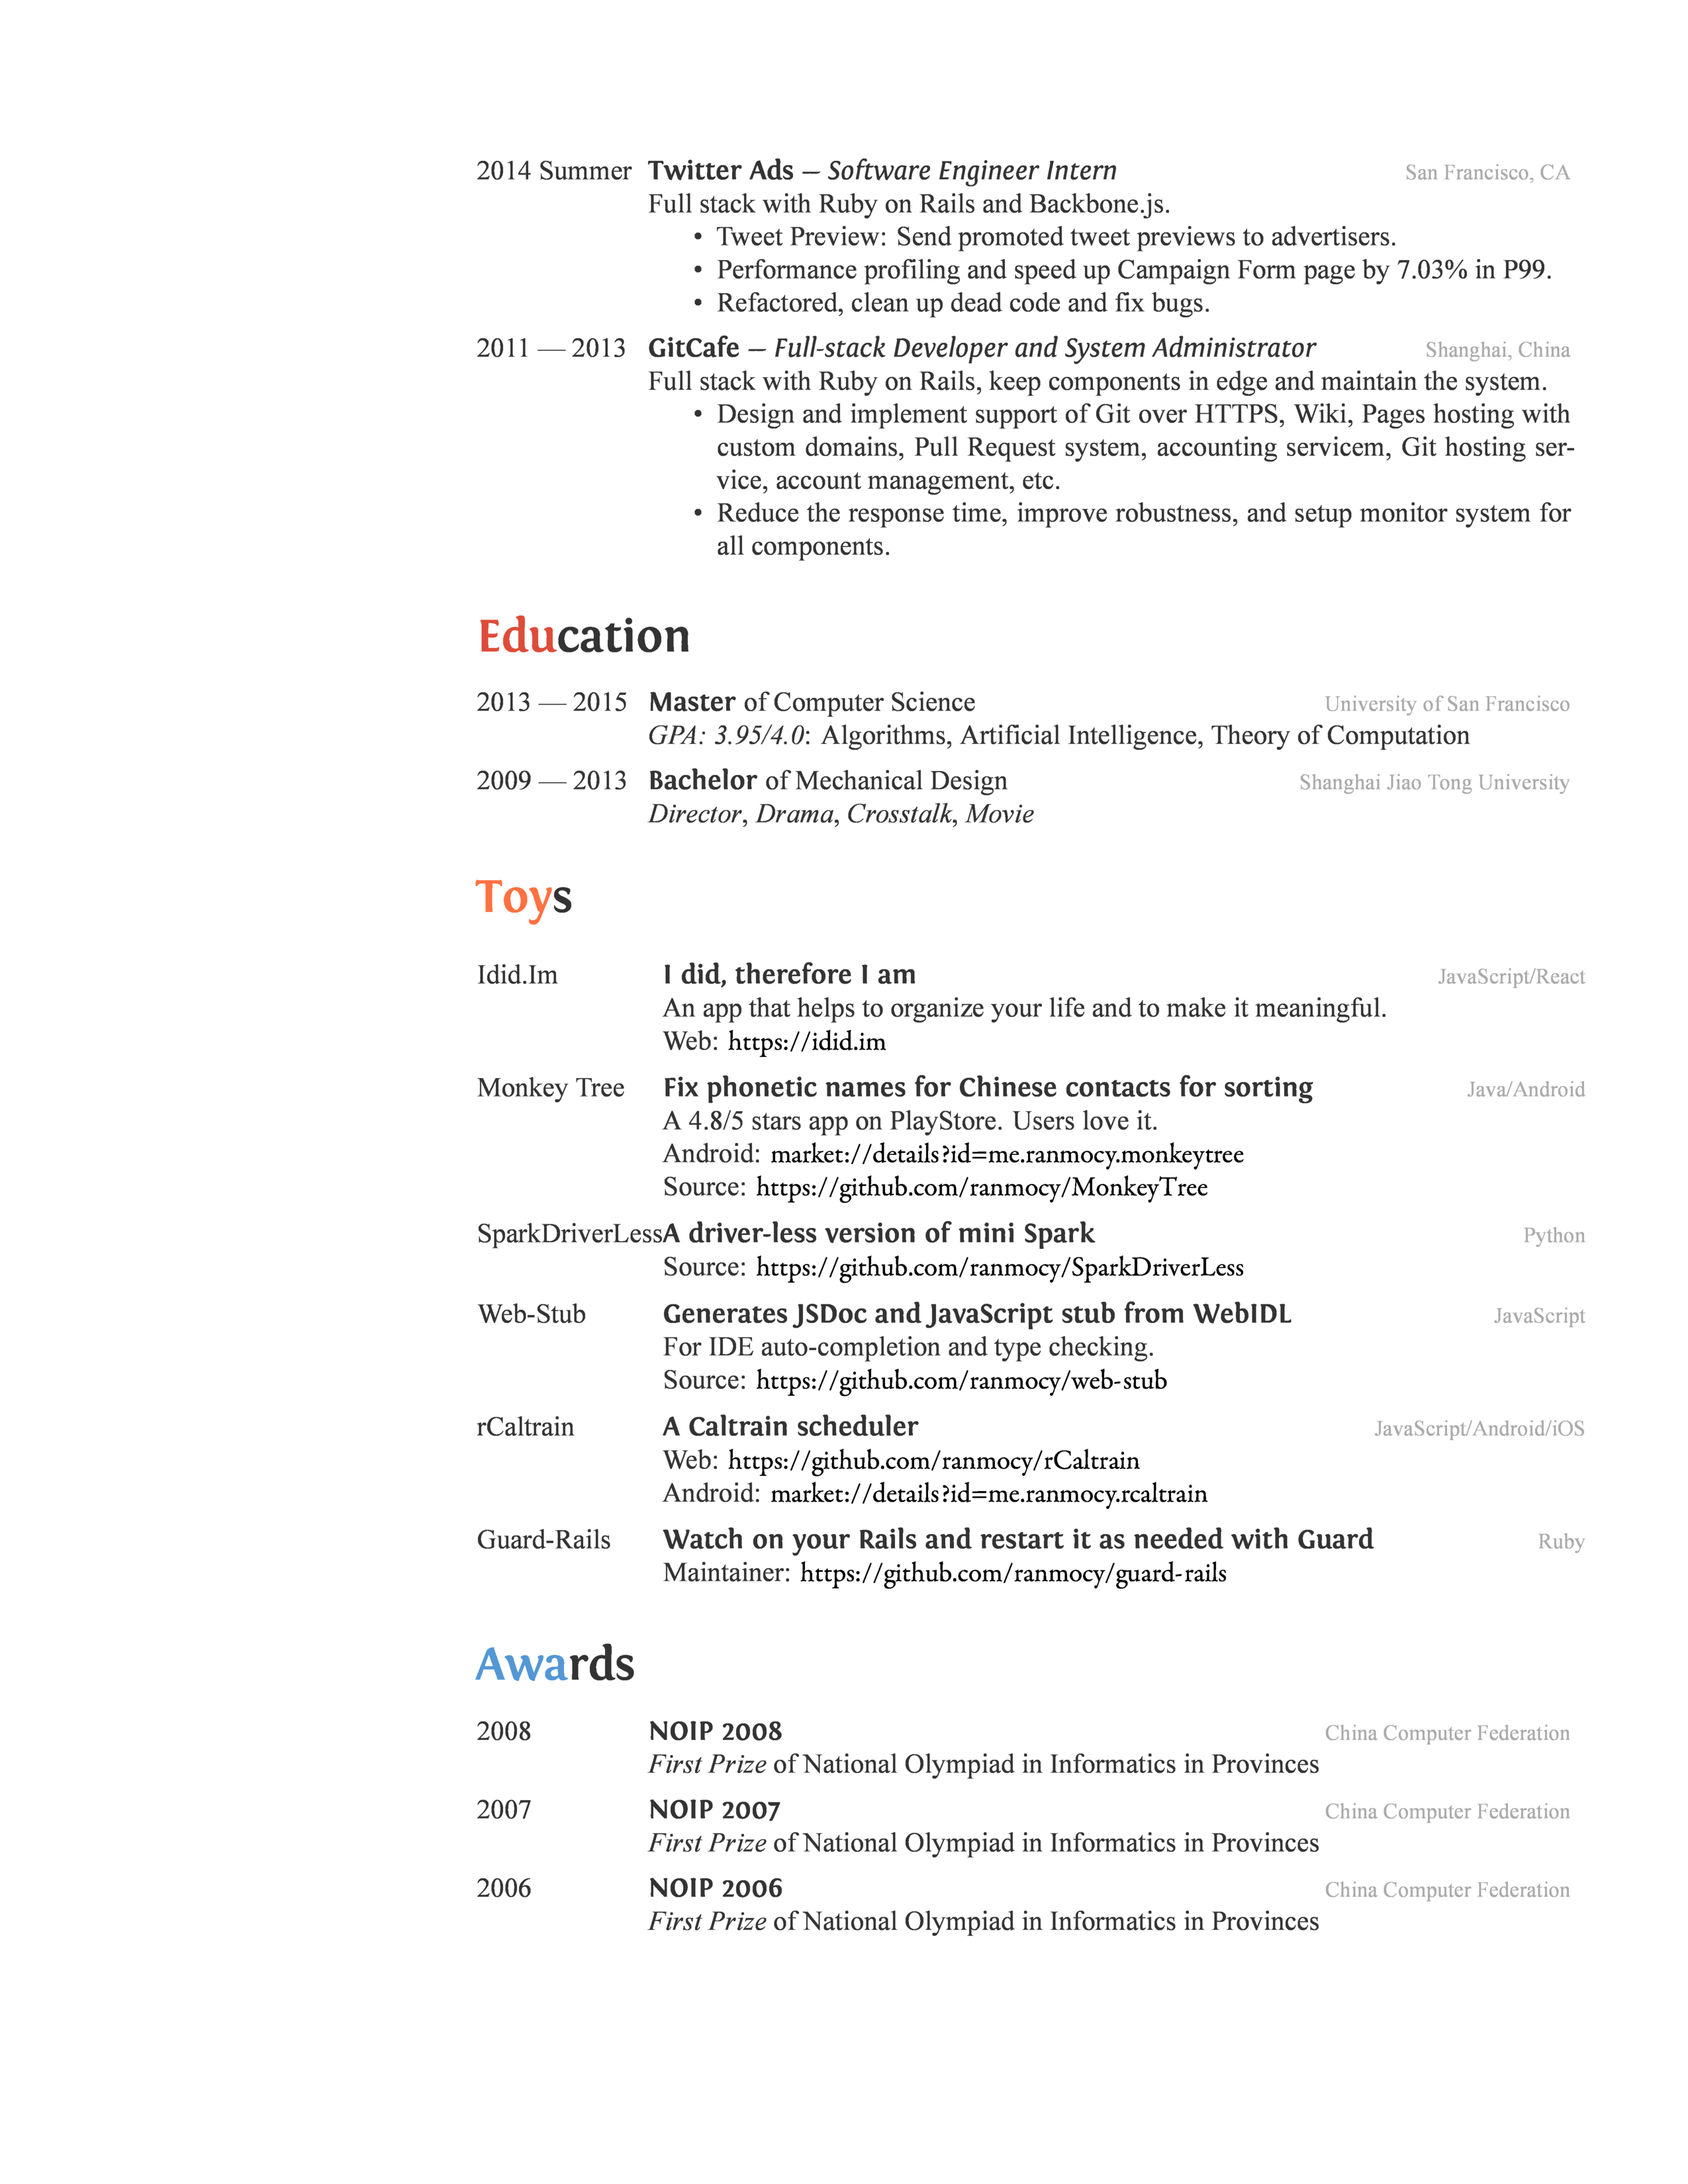 2014 Summer Twitter Ads – Software Engineer Intern San Francisco, CA
Full stack with Ruby on Rails and Backbone.js.
• Tweet Preview: Send promoted tweet previews to advertisers.
• Performance profiling and speed up Campaign Form page by 7.03% in P99.
• Refactored, clean up dead code and fix bugs.
2011 — 2013 GitCafe – Full-stack Developer and System Administrator Shanghai, China
Full stack with Ruby on Rails, keep components in edge and maintain the system.
• Design and implement support of Git over HTTPS, Wiki, Pages hosting with
custom domains, Pull Request system, accounting servicem, Git hosting ser-
vice, account management, etc.
• Reduce the response time, improve robustness, and setup monitor system for
all components.
Education
2013 — 2015 Master of Computer Science University of San Francisco
GPA: 3.95/4.0: Algorithms, Artificial Intelligence, Theory of Computation
2009 — 2013 Bachelor of Mechanical Design Shanghai Jiao Tong University
Director, Drama, Crosstalk, Movie
Toys
Idid.Im I did, therefore I am JavaScript/React
An app that helps to organize your life and to make it meaningful.
Web: https://idid.im
Monkey Tree Fix phonetic names for Chinese contacts for sorting Java/Android
A 4.8/5 stars app on PlayStore. Users love it.
Android: market://details?id=me.ranmocy.monkeytree
Source: https://github.com/ranmocy/MonkeyTree
SparkDriverLess A driver-less version of mini Spark Python
Source: https://github.com/ranmocy/SparkDriverLess
Web-Stub Generates JSDoc and JavaScript stub from WebIDL JavaScript
For IDE auto-completion and type checking.
Source: https://github.com/ranmocy/web-stub
rCaltrain A Caltrain scheduler JavaScript/Android/iOS
Web: https://github.com/ranmocy/rCaltrain
Android: market://details?id=me.ranmocy.rcaltrain
Guard-Rails Watch on your Rails and restart it as needed with Guard Ruby
Maintainer: https://github.com/ranmocy/guard-rails
Awards
2008 NOIP 2008 China Computer Federation
First Prize of National Olympiad in Informatics in Provinces
2007 NOIP 2007 China Computer Federation
First Prize of National Olympiad in Informatics in Provinces
2006 NOIP 2006 China Computer Federation
First Prize of National Olympiad in Informatics in Provinces